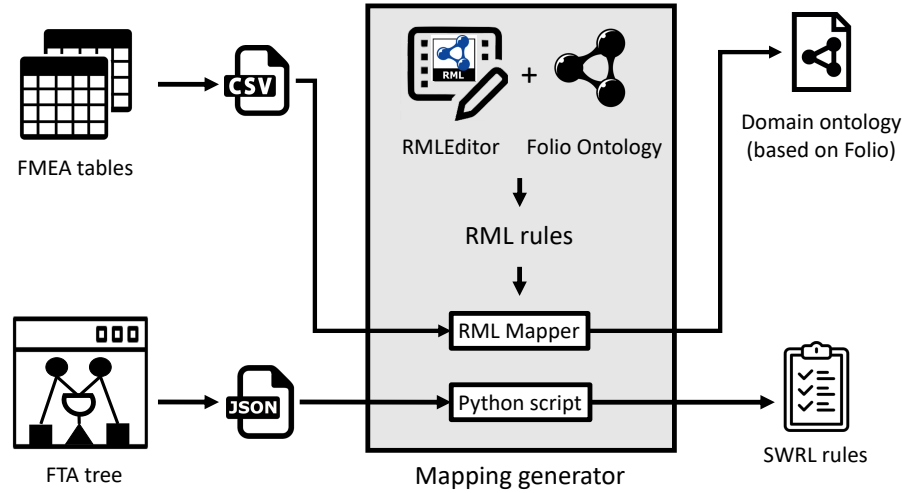 CSV
FMEA tables
RML
+
RMLEditor
Folio Ontology
RML rules
RML Mapper
Python script
Mapping generator
Domain ontology
(based on Folio)
FTA tree
JSON
SWRL rules